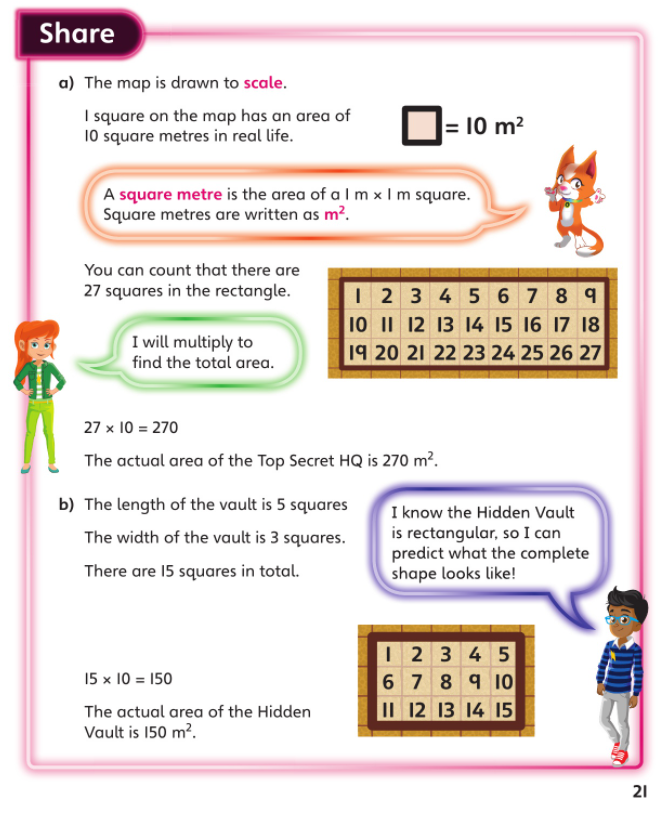 Share
a) The map is drawn to scale.
1 square on the map has an area of
10 square metres in real life.
= 10 m²
A square metre is the area of a 1 m × 1 m square.
Square metres are written as m².
You can count that there are
27 squares in the rectangle.
1 2 3 4 5 6 7 8 9
10 11 12 13 14 15 16 17 18
19 20 21 22 23 24 25 26 27
I will multiply to
find the total area.
27 × 10 = 270
The actual area of the Top Secret HQ is 270 m².
b) The length of the vault is 5 squares
The width of the vault is 3 squares.
There are 15 squares in total.
I know the Hidden Vault
is rectangular, so I can
predict what the complete
shape looks like!
1 2 3 4 5
6 7 8 9 10
11 12 13 14 15
15 × 10 = 150
The actual area of the Hidden
Vault is 150 m².
21